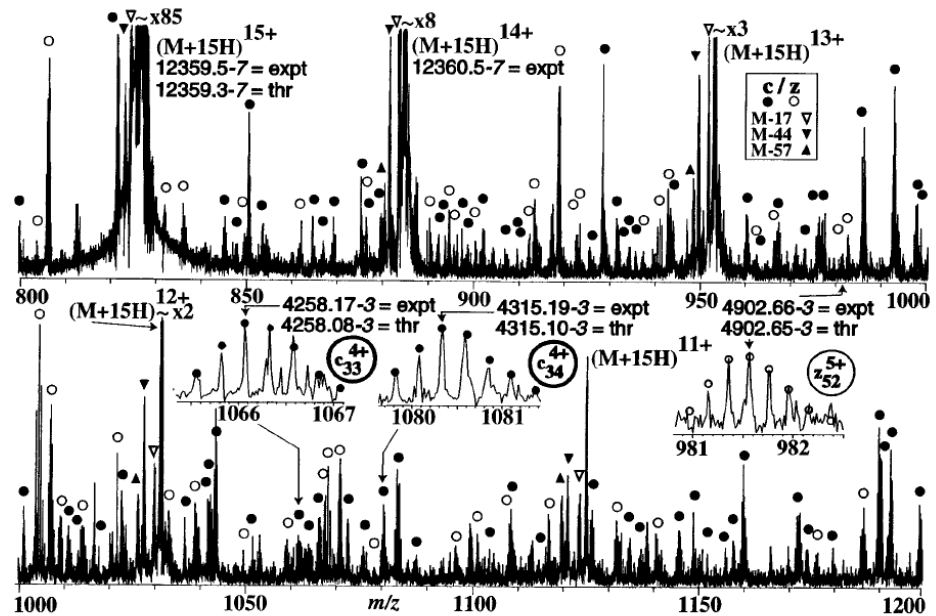 ∇~x85
(M+15H)15+
12359.5-7 = expt
12359.3-7 = thr
∇~x8
(M+15H)14+
12360.5-7 = expt
∇~x3
(M+15H)13+
c / z
● ○
M-17 ∇
M-44 ▼
M-57 ▲
800 850 900 950 1000
(M+15H)12+ ~x2
4258.17-3 = expt
4258.08-3 = thr
c33 4+
1066 1067
4315.19-3 = expt
4315.10-3 = thr
c34 4+
1080 1081
(M+15H)11+
4902.66-3 = expt
4902.65-3 = thr
z52 5+
981 982
1000 1050 m/z 1100 1150 1200